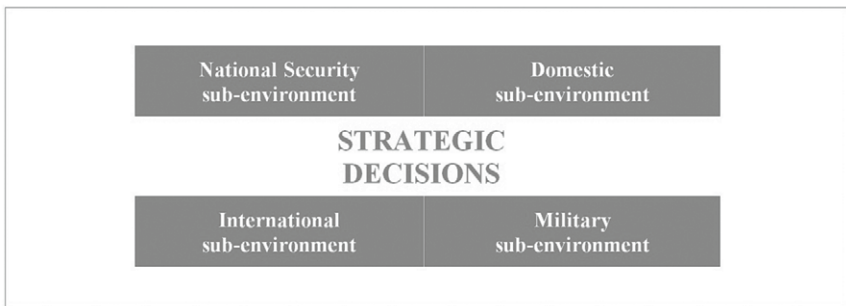 National Security
sub-environment
Domestic
sub-environment
STRATEGIC
DECISIONS
International
sub-environment
Military
sub-environment